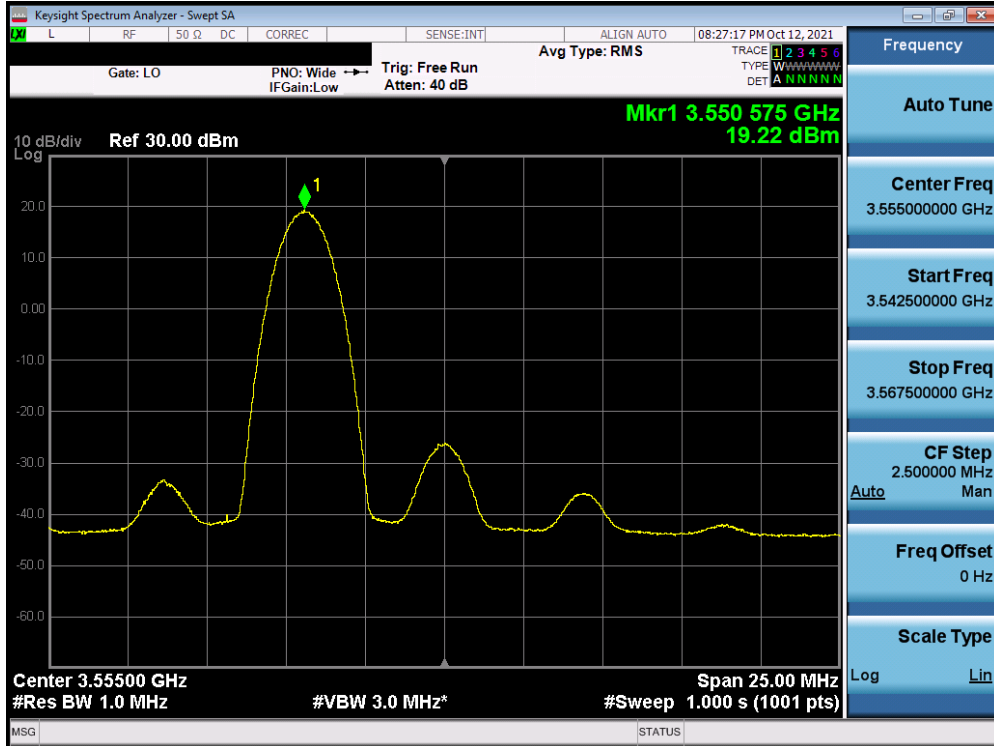 Keysight Spectrum Analyzer - Swept SA
LXI L RF 50 Ω DC CORREC SENSE:INT ALIGN AUTO 08:27:17 PM Oct 12, 2021
Gate: LO PNO: Wide Trig: Free Run Avg Type: RMS TRACE 1 2 3 4 5 6
IFGain:Low Atten: 40 dB TYPE WWWWWW
DET A N N N N N
Mkr1 3.550 575 GHz
19.22 dBm
10 dB/div Ref 30.00 dBm
Log
1
20.0
10.0
0.00
-10.0
-20.0
-30.0
-40.0
-50.0
-60.0
Center 3.55500 GHz Span 25.00 MHz
#Res BW 1.0 MHz #VBW 3.0 MHz* #Sweep 1.000 s (1001 pts)
MSG STATUS
Frequency
Auto Tune
Center Freq
3.555000000 GHz
Start Freq
3.542500000 GHz
Stop Freq
3.567500000 GHz
CF Step
2.500000 MHz
Auto Man
Freq Offset
0 Hz
Scale Type
Log Lin